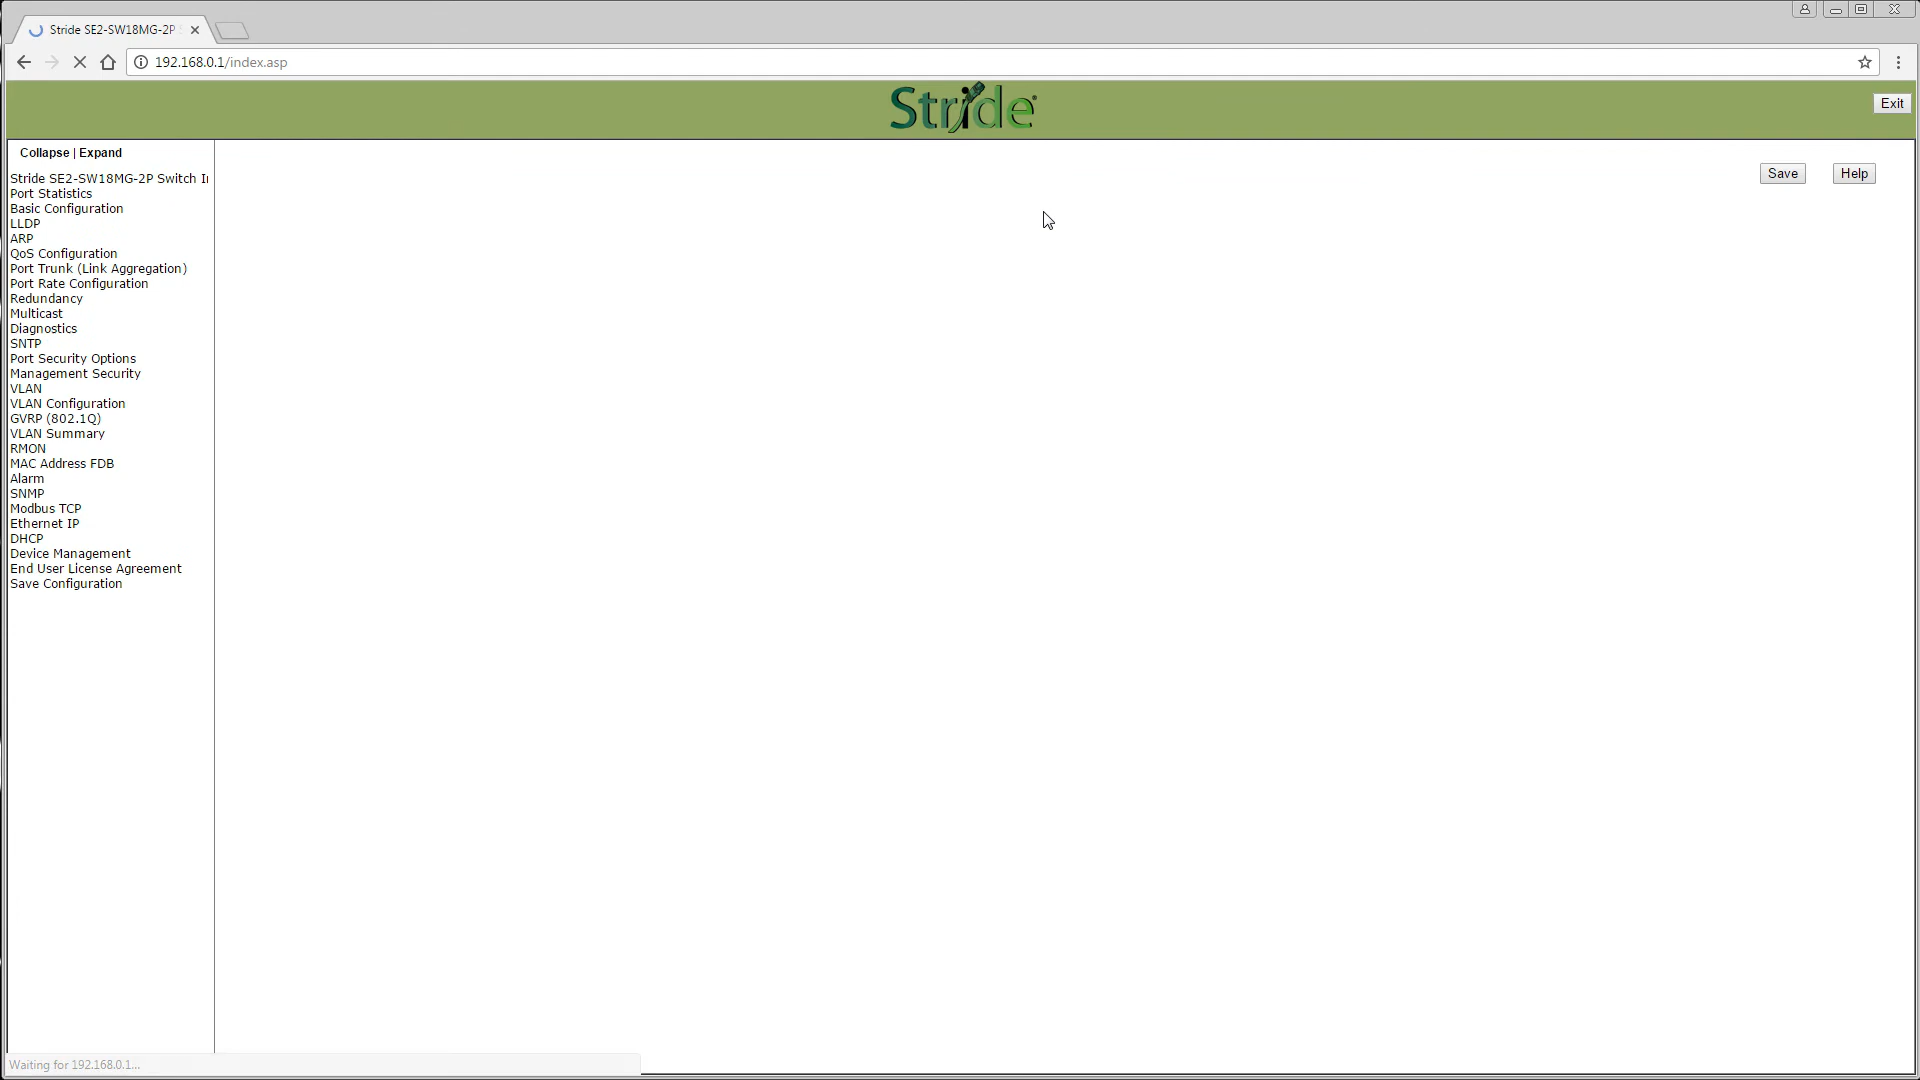 Stride SE2-SW18MG-2P
192.168.0.1/index.asp
Stride®
Exit
Collapse | Expand
Save
Help
Stride SE2-SW18MG-2P Switch
Port Statistics
Basic Configuration
LLDP
ARP
QoS Configuration
Port Trunk (Link Aggregation)
Port Rate Configuration
Redundancy
Multicast
Diagnostics
SNTP
Port Security Options
Management Security
VLAN
VLAN Configuration
GVRP (802.1Q)
VLAN Summary
RMON
MAC Address FDB
Alarm
SNMP
Modbus TCP
Ethernet IP
DHCP
Device Management
End User License Agreement
Save Configuration
Waiting for 192.168.0.1...